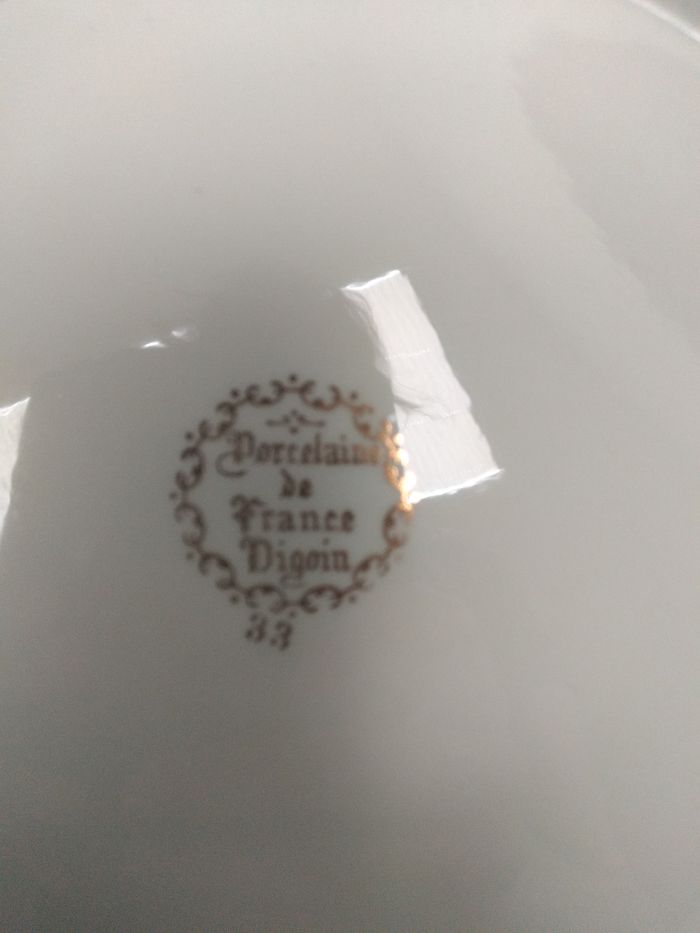 Porcelaine
de
France
Digoin
33